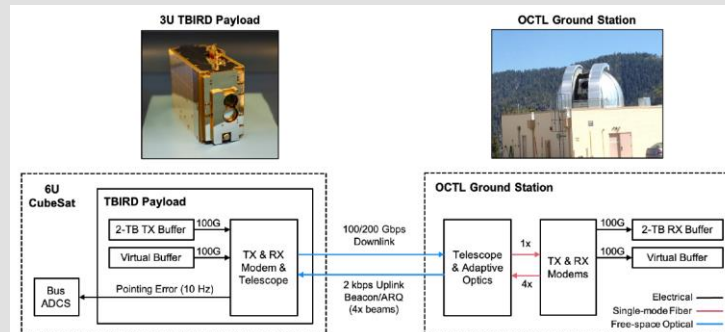 3U TBIRD Payload
OCTL Ground Station
6U
CubeSat
TBIRD Payload
2-TB TX Buffer
100G
Virtual Buffer
100G
TX & RX
Modem &
Telescope
Bus
ADCS
Pointing Error (10 Hz)
100/200 Gbps
Downlink
2 kbps Uplink
Beacon/ARQ
(4x beams)
OCTL Ground Station
Telescope
& Adaptive
Optics
1x
4x
TX & RX
Modems
100G
2-TB RX Buffer
100G
Virtual Buffer
Electrical
Single-mode Fiber
Free-space Optical